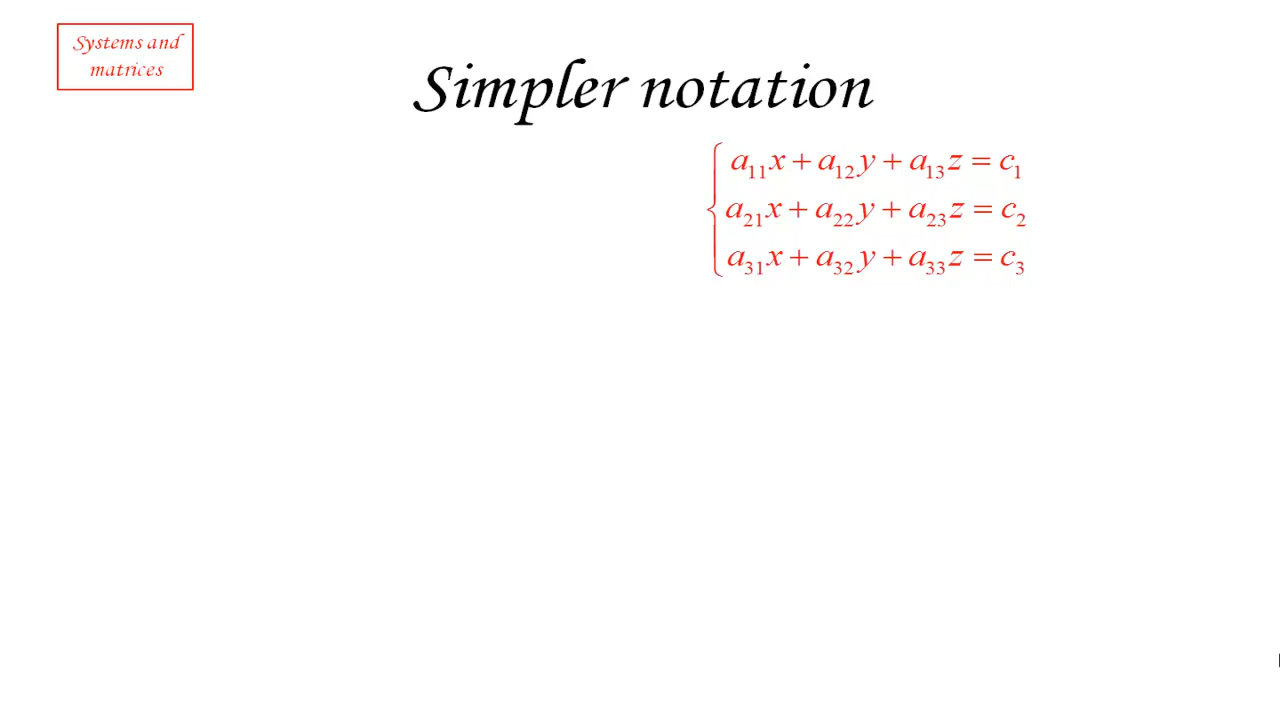 Systems and
matrices
Simpler notation
a₁₁x + a₁₂y + a₁₃z = c₁
a₂₁x + a₂₂y + a₂₃z = c₂
a₃₁x + a₃₂y + a₃₃z = c₃